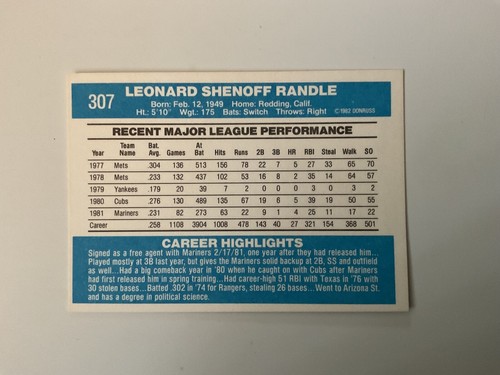 307
LEONARD SHENOFF RANDLE
Born: Feb. 12, 1949 Home: Redding, Calif.
Ht.: 5'10" Wgt.: 175 Bats: Switch Throws: Right © 1982 DONRUSS
RECENT MAJOR LEAGUE PERFORMANCE
Year Team Name Bat. Avg. Games At Bat Hits Runs 2B 3B HR RBI Steal Walk SO
1977 Mets .304 136 513 156 78 22 7 5 27 33 65 70
1978 Mets .233 132 437 102 53 16 8 2 35 14 64 57
1979 Yankees .179 20 39 7 2 0 0 0 3 0 3 2
1980 Cubs .276 130 489 135 67 19 6 5 39 19 50 55
1981 Mariners .231 82 273 63 22 9 1 4 25 11 17 22
Career .258 1108 3904 1008 478 143 40 27 321 154 368 501
CAREER HIGHLIGHTS
Signed as a free agent with Mariners 2/17/81, one year after they had released him...
Played mostly at 3B last year, but gives the Mariners solid backup at 2B, SS and outfield
as well...Had a big comeback year in '80 when he caught on with Cubs after Mariners
had first released him in spring training...Had career-high 51 RBI with Texas in '76 with
30 stolen bases...Batted .302 in '74 for Rangers, stealing 26 bases...Went to Arizona St.
and has a degree in political science.